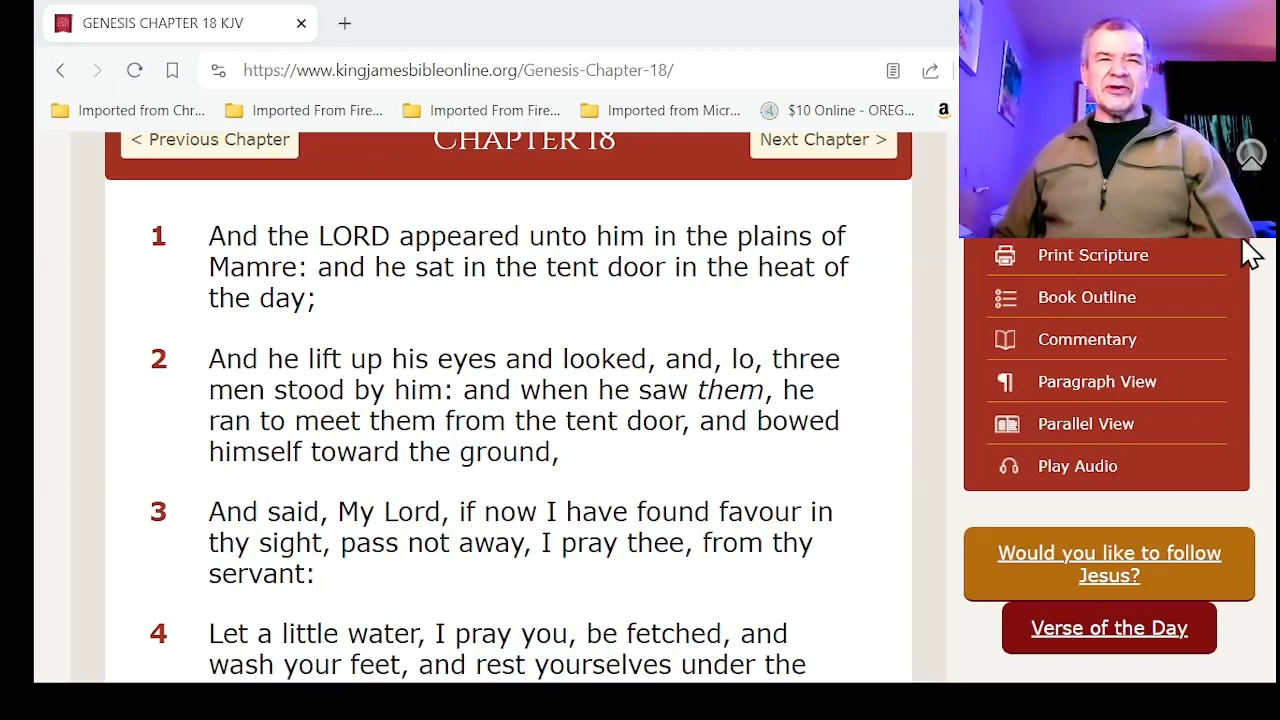 GENESIS CHAPTER 18 KJV
https://www.kingjamesbibleonline.org/Genesis-Chapter-18/
Imported from Chr... Imported From Fire... Imported From Fire... Imported from Micr... $10 Online - OREG... a
< Previous Chapter CHAPTER 18 Next Chapter >
1 And the LORD appeared unto him in the plains of
Mamre: and he sat in the tent door in the heat of
the day;
2 And he lift up his eyes and looked, and, lo, three
men stood by him: and when he saw them, he
ran to meet them from the tent door, and bowed
himself toward the ground,
3 And said, My Lord, if now I have found favour in
thy sight, pass not away, I pray thee, from thy
servant:
4 Let a little water, I pray you, be fetched, and
wash your feet, and rest yourselves under the
Print Scripture
Book Outline
Commentary
Paragraph View
Parallel View
Play Audio
Would you like to follow
Jesus?
Verse of the Day